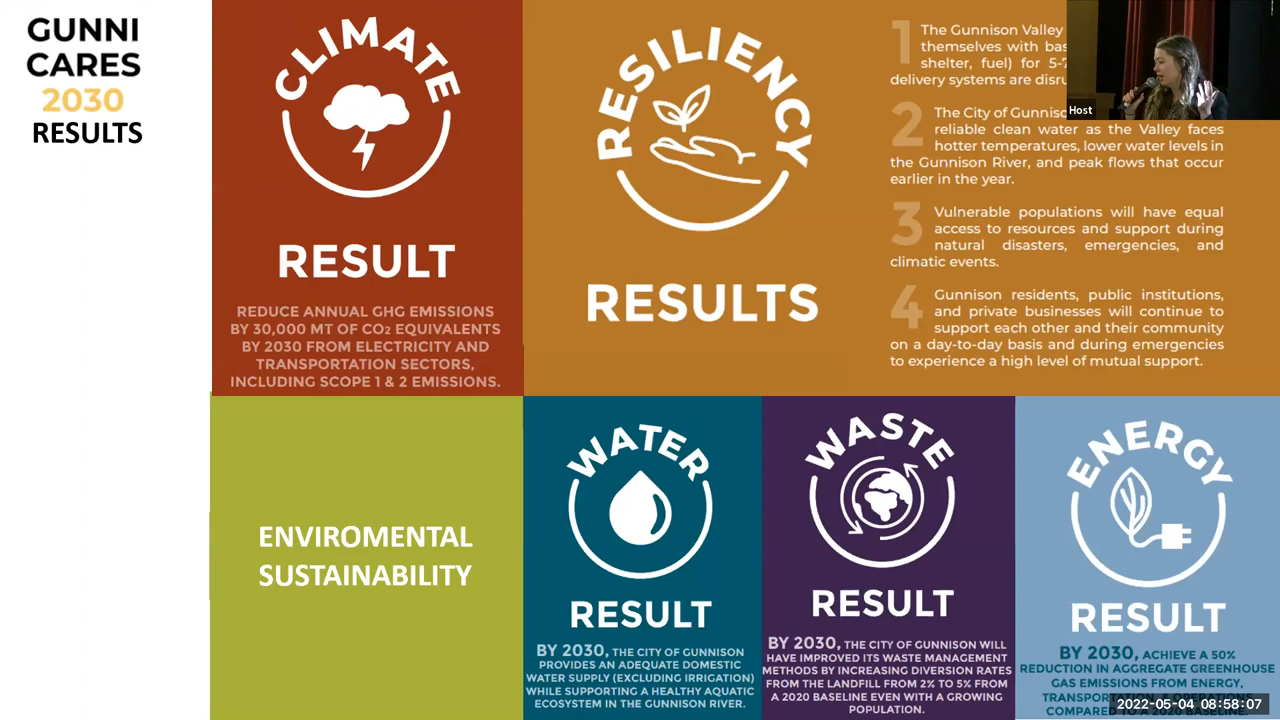 GUNNI
CARES
2030
RESULTS
CLIMATE
RESULT
REDUCE ANNUAL GHG EMISSIONS
BY 30,000 MT OF CO₂ EQUIVALENTS
BY 2030 FROM ELECTRICITY AND
TRANSPORTATION SECTORS,
INCLUDING SCOPE 1 & 2 EMISSIONS.
RESILIENCY
RESULTS
1 The Gunnison Valley
themselves with
shelter, fuel) for
delivery systems are
2 The City of
reliable clean water as the Valley faces
hotter temperatures, lower water levels in
the Gunnison River, and peak flows that occur
earlier in the year.
3 Vulnerable populations will have equal
access to resources and support during
natural disasters, emergencies, and
climatic events.
4 Gunnison residents, public institutions,
and private businesses will continue to
support each other and their community
on a day-to-day basis and during emergencies
to experience a high level of mutual support.
Host
ENVIROMENTAL
SUSTAINABILITY
WATER
RESULT
BY 2030, THE CITY OF GUNNISON
PROVIDES AN ADEQUATE DOMESTIC
WATER SUPPLY (EXCLUDING IRRIGATION)
WHILE SUPPORTING A HEALTHY AQUATIC
ECOSYSTEM IN THE GUNNISON RIVER.
WASTE
RESULT
BY 2030, THE CITY OF GUNNISON WILL
HAVE IMPROVED ITS WASTE MANAGEMENT
METHODS BY INCREASING DIVERSION RATES
FROM THE LANDFILL FROM 2% TO 5% FROM
A 2020 BASELINE EVEN WITH A GROWING
POPULATION.
ENERGY
RESULT
BY 2030, ACHIEVE A 50%
REDUCTION IN AGGREGATE GREENHOUSE
GAS EMISSIONS FROM ENERGY,
TRANSPORTATION, & OPERATIONS
COMPARED TO A 2020 BASELINE.
2022-05-04 08:58:07